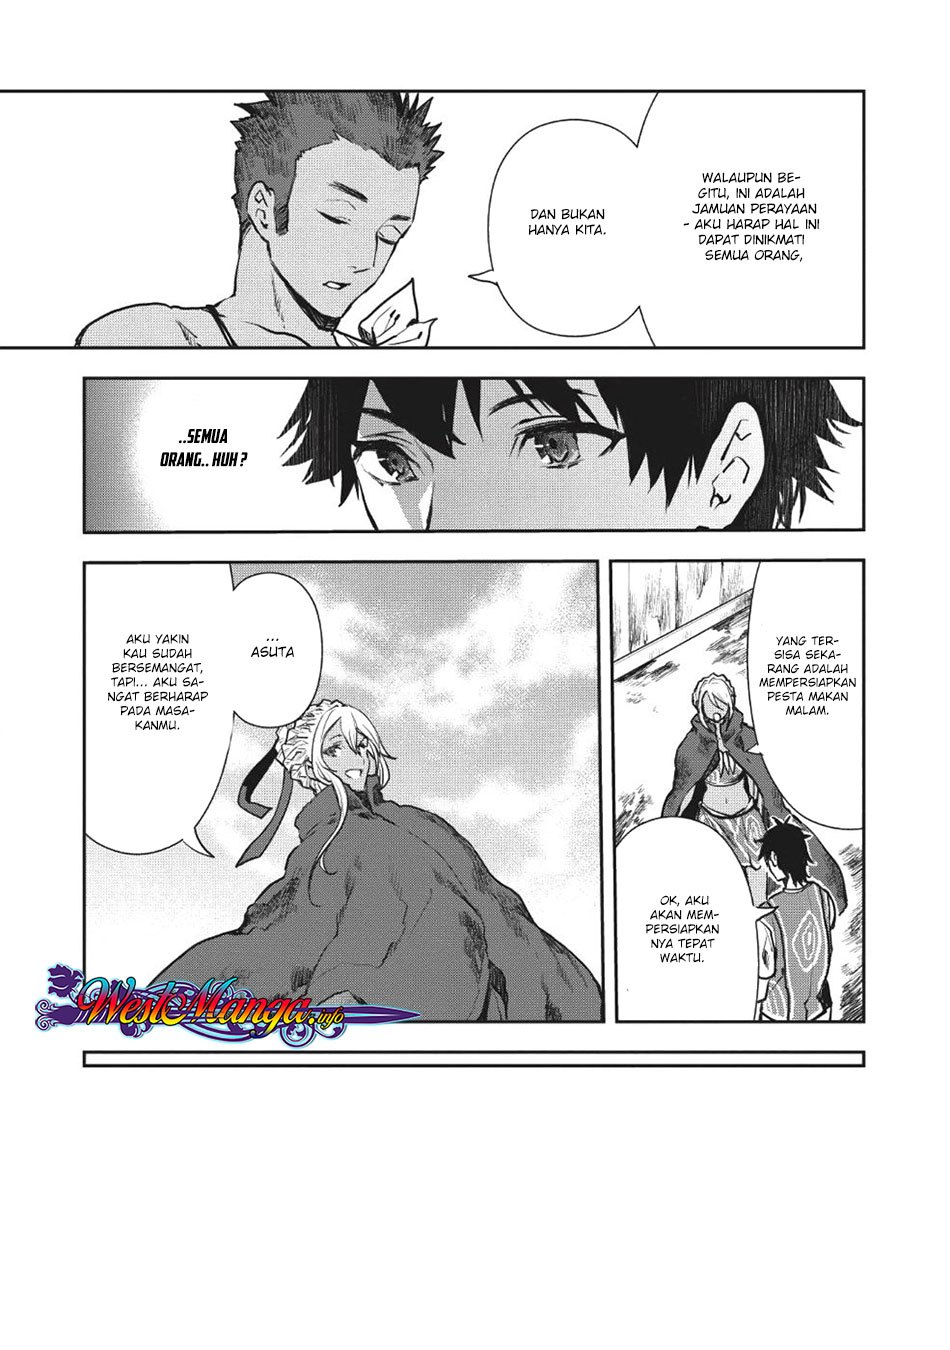 WALAUPUN BE-
GITU, INI ADALAH
JAMUAN PERAYAAN
- AKU HARAP HAL INI
DAPAT DINIKMATI
SEMUA ORANG,
DAN BUKAN
HANYA KITA.
..SEMUA
ORANG.. HUH?
YANG TER-
SISA SEKA-
RANG ADALAH
MEMPERSIAPKAN
PESTA MAKAN
MALAM.
OK, AKU
AKAN MEM-
PERSIAPKAN
NYA TEPAT
WAKTU.
...
ASUTA
AKU YAKIN
KAU SUDAH
BERSEMANGAT,
TAPI... AKU SA-
NGAT BERHARAP
PADA MASA-
KANMU.
WestManga.info